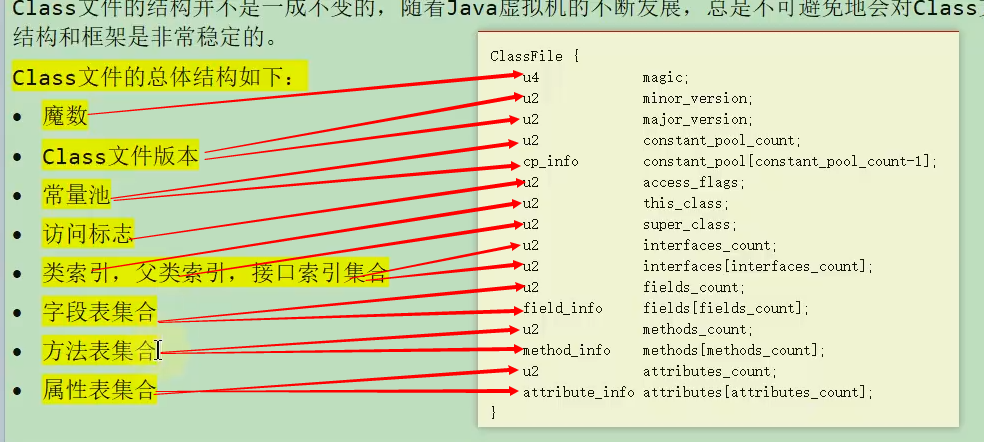 Class文件的结构并不是一成不变的，随着Java虚拟机的不断发展，总是不可避免地会对Class
结构和框架是非常稳定的。
Class文件的总体结构如下：
• 魔数
• Class文件版本
• 常量池
• 访问标志
• 类索引，父类索引，接口索引集合
• 字段表集合
• 方法表集合
• 属性表集合
ClassFile {
u4 magic;
u2 minor_version;
u2 major_version;
u2 constant_pool_count;
cp_info constant_pool[constant_pool_count-1];
u2 access_flags;
u2 this_class;
u2 super_class;
u2 interfaces_count;
u2 interfaces[interfaces_count];
u2 fields_count;
field_info fields[fields_count];
u2 methods_count;
method_info methods[methods_count];
u2 attributes_count;
attribute_info attributes[attributes_count];
}